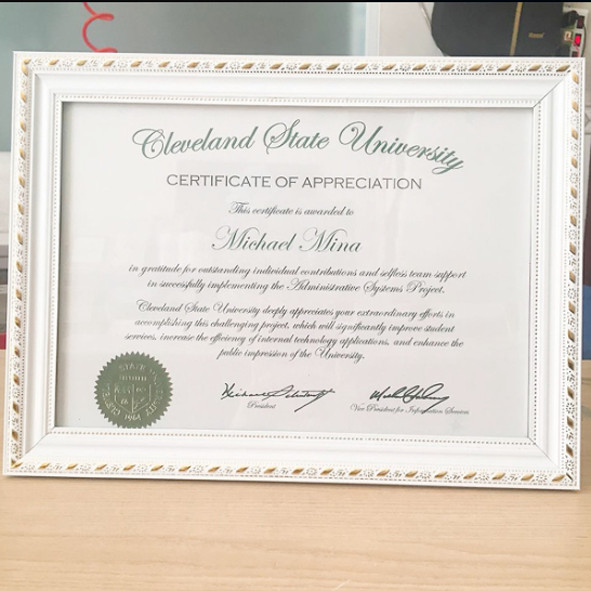 Cleveland State University
CERTIFICATE OF APPRECIATION
This certificate is awarded to
Michael Mina
in gratitude for outstanding individual contributions and selfless team support
in successfully implementing the Administrative Systems Project.
Cleveland State University deeply appreciates your extraordinary efforts in
accomplishing this challenging project, which will significantly improve student
services, increase the efficiency of internal technology applications, and enhance the
public impression of the University.
President
Vice President for Information Services
STATE
1964